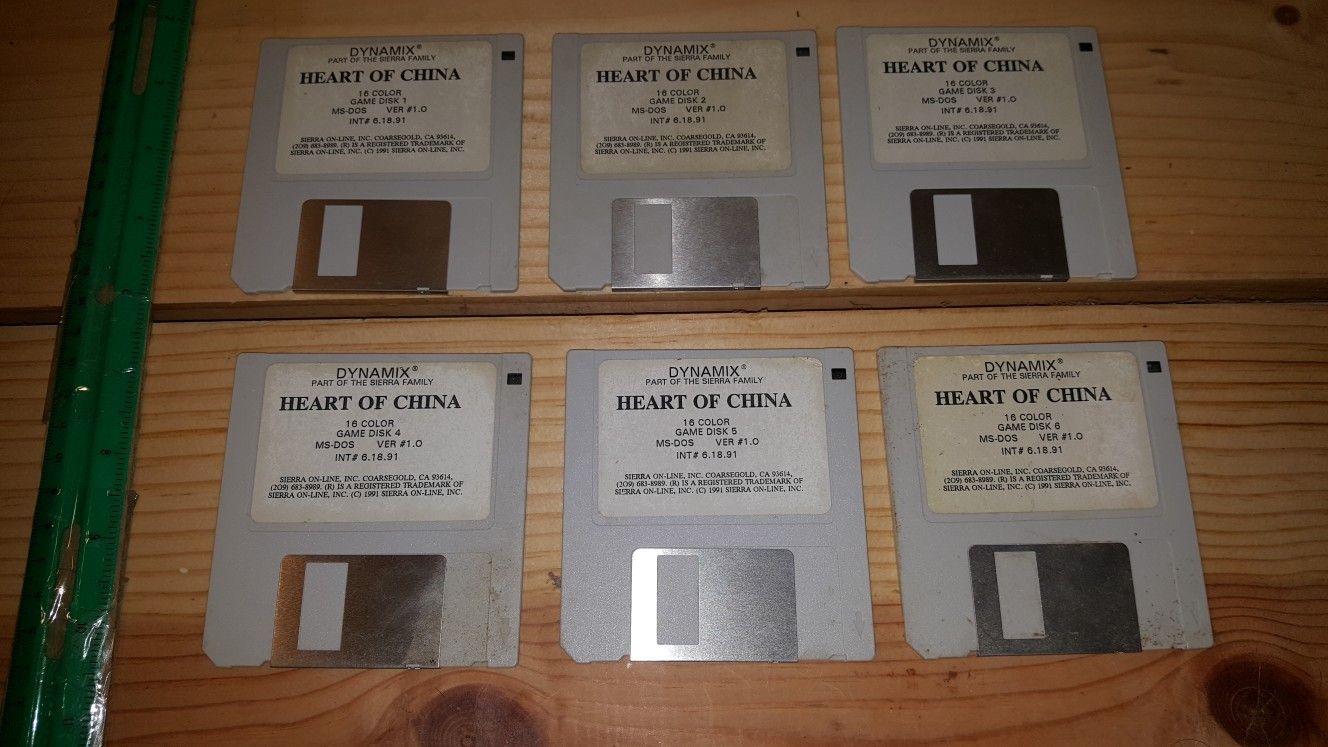 DYNAMIX®
PART OF THE SIERRA FAMILY
HEART OF CHINA
16 COLOR
GAME DISK 1
MS-DOS VER #1.0
INT# 6.18.91
SIERRA ON-LINE, INC. COARSEGOLD, CA 93614,
(209) 683-8989. (R) IS A REGISTERED TRADEMARK OF
SIERRA ON-LINE, INC. (C) 1991 SIERRA ON-LINE, INC.
DYNAMIX®
PART OF THE SIERRA FAMILY
HEART OF CHINA
16 COLOR
GAME DISK 2
MS-DOS VER #1.0
INT# 6.18.91
SIERRA ON-LINE, INC. COARSEGOLD, CA 93614,
(209) 683-8989. (R) IS A REGISTERED TRADEMARK OF
SIERRA ON-LINE, INC. (C) 1991 SIERRA ON-LINE, INC.
DYNAMIX®
PART OF THE SIERRA FAMILY
HEART OF CHINA
16 COLOR
GAME DISK 3
MS-DOS VER #1.0
INT# 6.18.91
SIERRA ON-LINE, INC. COARSEGOLD, CA 93614,
(209) 683-8989. (R) IS A REGISTERED TRADEMARK OF
SIERRA ON-LINE, INC. (C) 1991 SIERRA ON-LINE, INC.
DYNAMIX®
PART OF THE SIERRA FAMILY
HEART OF CHINA
16 COLOR
GAME DISK 4
MS-DOS VER #1.0
INT# 6.18.91
SIERRA ON-LINE, INC. COARSEGOLD, CA 93614,
(209) 683-8989. (R) IS A REGISTERED TRADEMARK OF
SIERRA ON-LINE, INC. (C) 1991 SIERRA ON-LINE, INC.
DYNAMIX®
PART OF THE SIERRA FAMILY
HEART OF CHINA
16 COLOR
GAME DISK 5
MS-DOS VER #1.0
INT# 6.18.91
SIERRA ON-LINE, INC. COARSEGOLD, CA 93614,
(209) 683-8989. (R) IS A REGISTERED TRADEMARK OF
SIERRA ON-LINE, INC. (C) 1991 SIERRA ON-LINE, INC.
DYNAMIX®
PART OF THE SIERRA FAMILY
HEART OF CHINA
16 COLOR
GAME DISK 6
MS-DOS VER #1.0
INT# 6.18.91
SIERRA ON-LINE, INC. COARSEGOLD, CA 93614,
(209) 683-8989. (R) IS A REGISTERED TRADEMARK OF
SIERRA ON-LINE, INC. (C) 1991 SIERRA ON-LINE, INC.